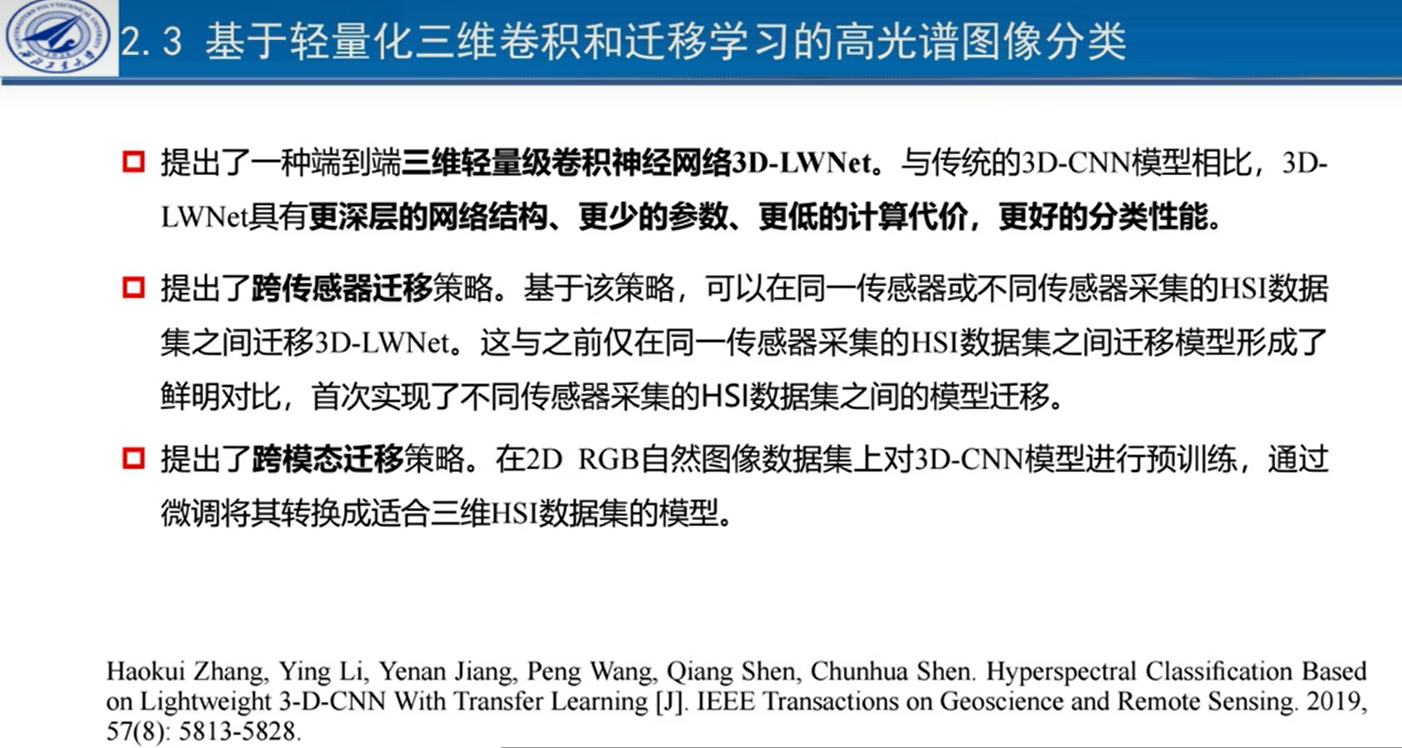 2.3 基于轻量化三维卷积和迁移学习的高光谱图像分类
提出了一种端到端三维轻量级卷积神经网络3D-LWNet。与传统的3D-CNN模型相比，3D-
LWNet具有更深层的网络结构、更少的参数、更低的计算代价，更好的分类性能。
提出了跨传感器迁移策略。基于该策略，可以在同一传感器或不同传感器采集的HSI数据
集之间迁移3D-LWNet。这与之前仅在同一传感器采集的HSI数据集之间迁移模型形成了
鲜明对比，首次实现了不同传感器采集的HSI数据集之间的模型迁移。
提出了跨模态迁移策略。在2D RGB自然图像数据集上对3D-CNN模型进行预训练，通过
微调将其转换成适合三维HSI数据集的模型。
Haokui Zhang, Ying Li, Yenan Jiang, Peng Wang, Qiang Shen, Chunhua Shen. Hyperspectral Classification Based
on Lightweight 3-D-CNN With Transfer Learning [J]. IEEE Transactions on Geoscience and Remote Sensing. 2019,
57(8): 5813-5828.